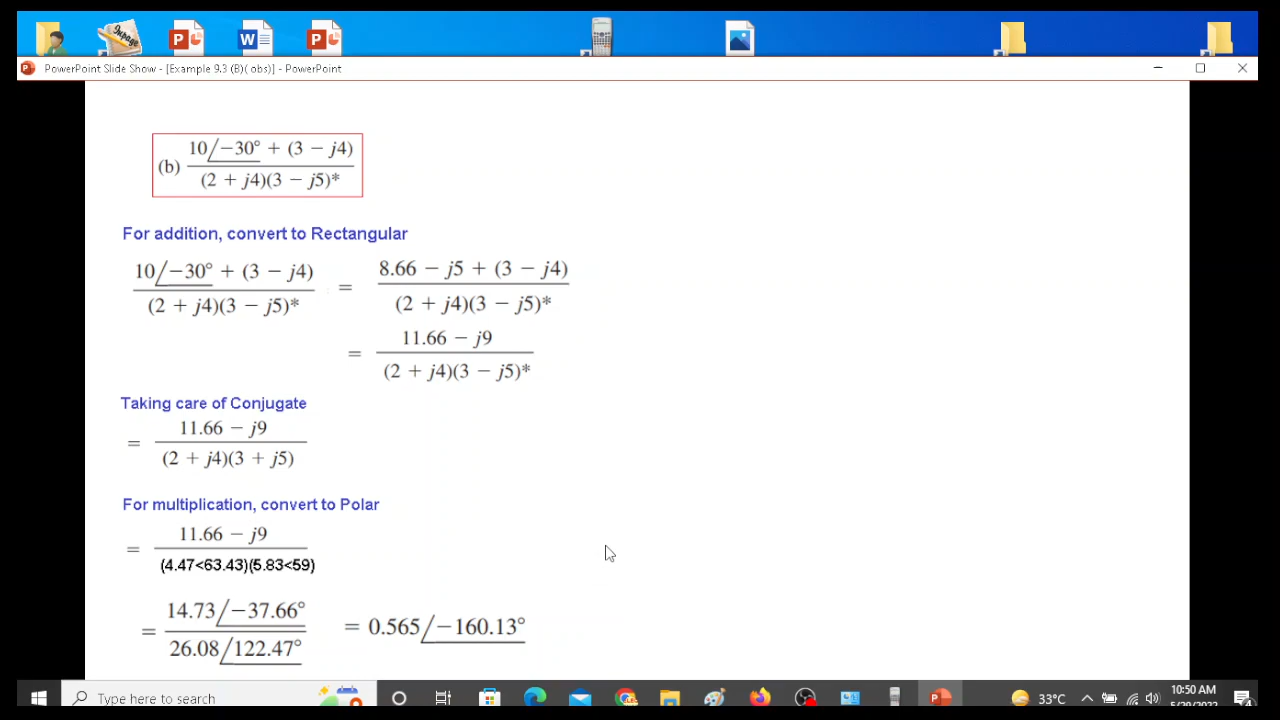 PowerPoint Slide Show - [Example 9.3 (B)( obs)] - PowerPoint
(b) 10/−30° + (3 − j4)
(2 + j4)(3 − j5)*
For addition, convert to Rectangular
10/−30° + (3 − j4) = 8.66 − j5 + (3 − j4)
(2 + j4)(3 − j5)* (2 + j4)(3 − j5)*
= 11.66 − j9
(2 + j4)(3 − j5)*
Taking care of Conjugate
= 11.66 − j9
(2 + j4)(3 + j5)
For multiplication, convert to Polar
= 11.66 − j9
(4.47<63.43)(5.83<59)
= 14.73/−37.66° = 0.565/−160.13°
26.08/122.47°
Type here to search
33°C
10:50 AM